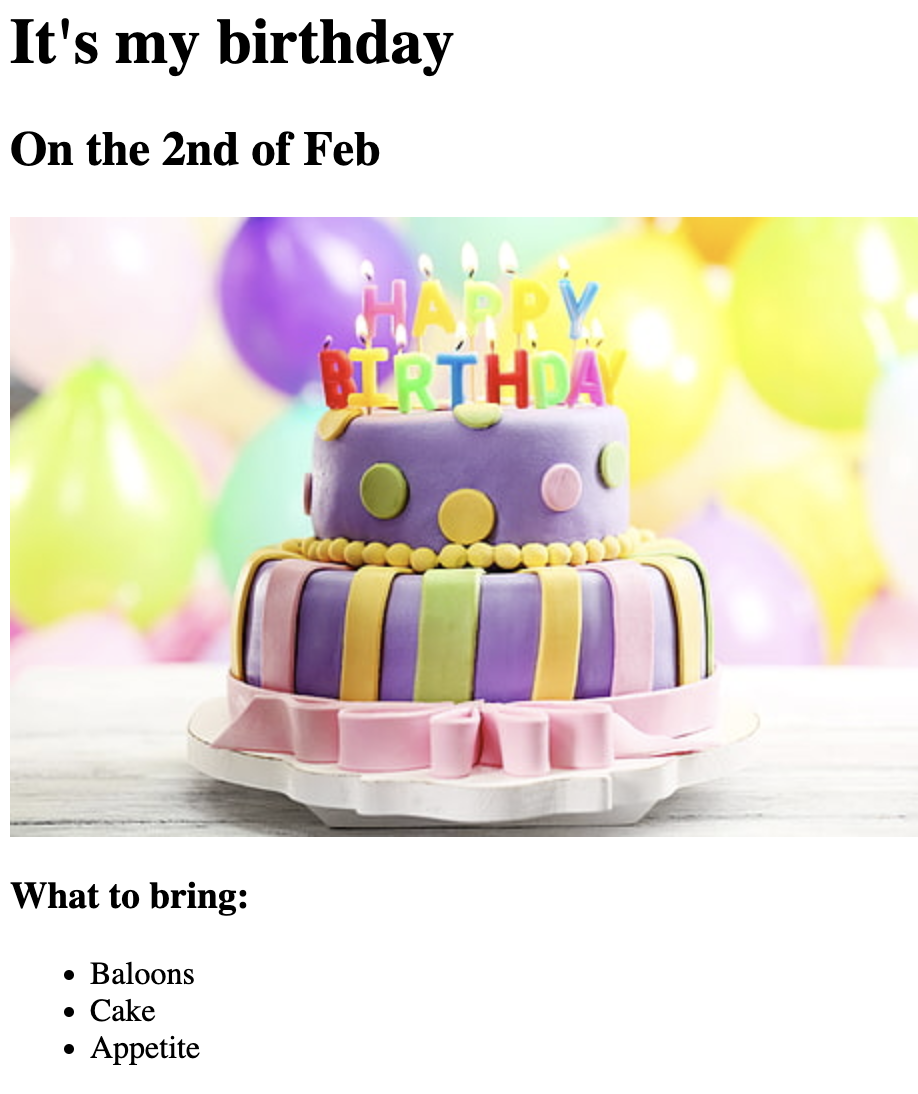 It's my birthday
On the 2nd of Feb
HAPPY
BIRTHDAY
What to bring:
Baloons
Cake
Appetite